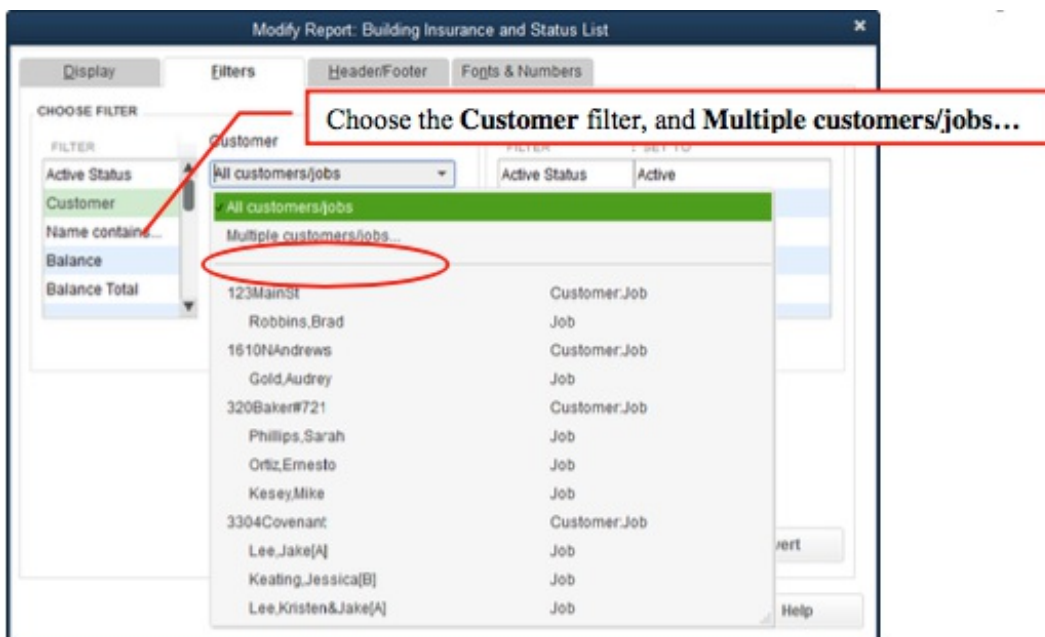 Modify Report: Building Insurance and Status List
Display Filters Header/Footer Fonts & Numbers
CHOOSE FILTER
Choose the Customer filter, and Multiple customers/jobs...
FILTER Customer FILTER : SET TO
Active Status All customers/jobs Active Status Active
Customer All customers/jobs
Name contains... Multiple customers/jobs...
Balance
Balance Total 123MainSt Customer:Job
Robbins,Brad Job
1610NAndrews Customer:Job
Gold,Audrey Job
320Baker#721 Customer:Job
Phillips,Sarah Job
Ortiz,Ernesto Job
Kesey,Mike Job
3304Covenant Customer:Job
Lee,Jake[A] Job
vert
Keating,Jessica[B] Job
Lee,Kristen&Jake[A] Job Help